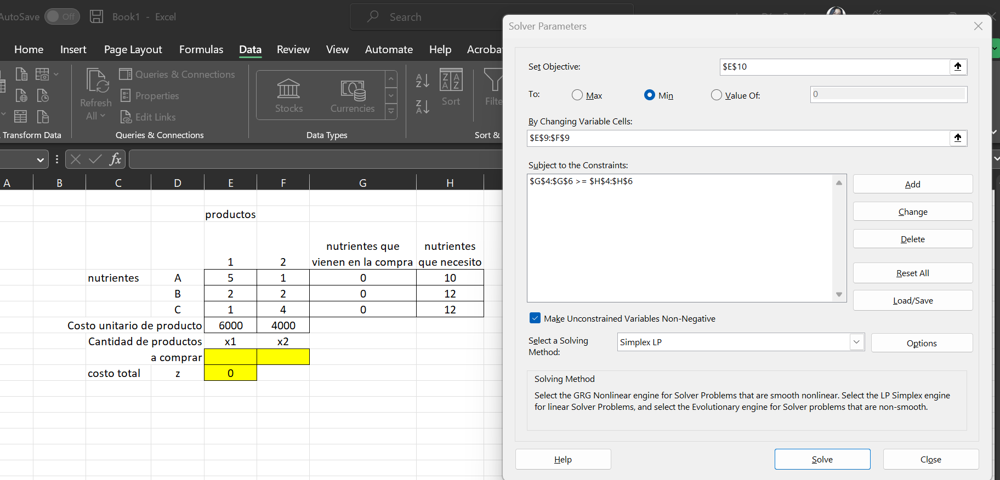 AutoSave Off Book1 - Excel Search
Home Insert Page Layout Formulas Data Review View Automate Help Acroba
Refresh All
Queries & Connections
Properties
Edit Links
Stocks Currencies
Sort Filte
Transform Data Queries & Connections Data Types Sort &
fx
A B C D E F G H
productos
nutrientes que nutrientes
1 2 vienen en la compra que necesito
nutrientes A 5 1 0 10
B 2 2 0 12
C 1 4 0 12
Costo unitario de producto 6000 4000
Cantidad de productos x1 x2
a comprar
costo total z 0
Solver Parameters
Set Objective: $E$10
To: Max Min Value Of: 0
By Changing Variable Cells:
$E$9:$F$9
Subject to the Constraints:
$G$4:$G$6 >= $H$4:$H$6
Add
Change
Delete
Reset All
Load/Save
Make Unconstrained Variables Non-Negative
Select a Solving Method: Simplex LP Options
Solving Method
Select the GRG Nonlinear engine for Solver Problems that are smooth nonlinear. Select the LP Simplex engine
for linear Solver Problems, and select the Evolutionary engine for Solver problems that are non-smooth.
Help Solve Close